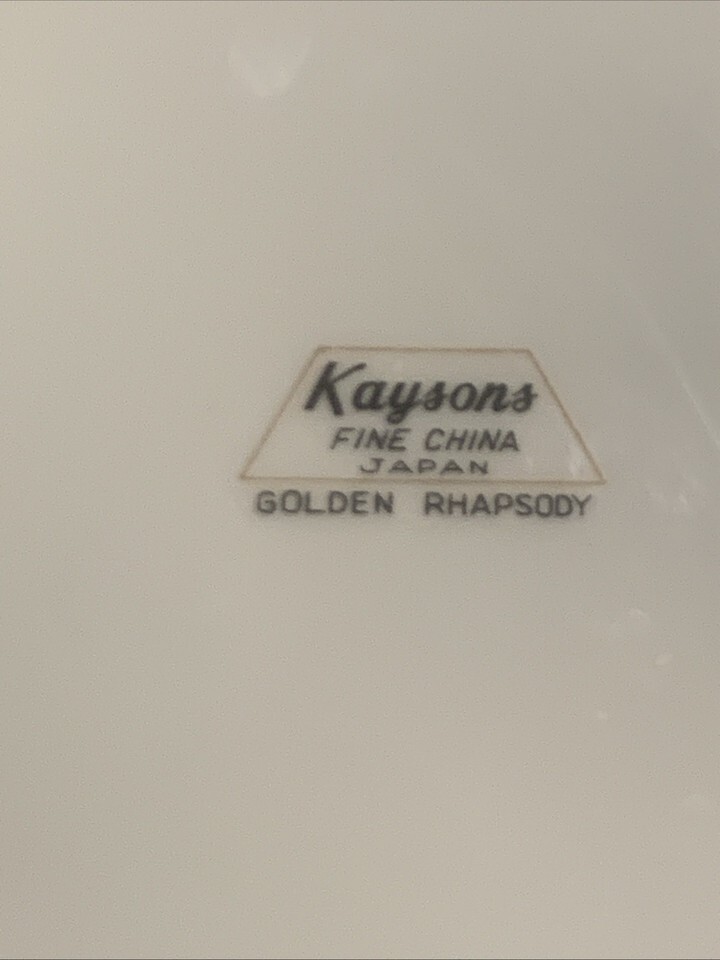 Kaysons
FINE CHINA
JAPAN
GOLDEN RHAPSODY